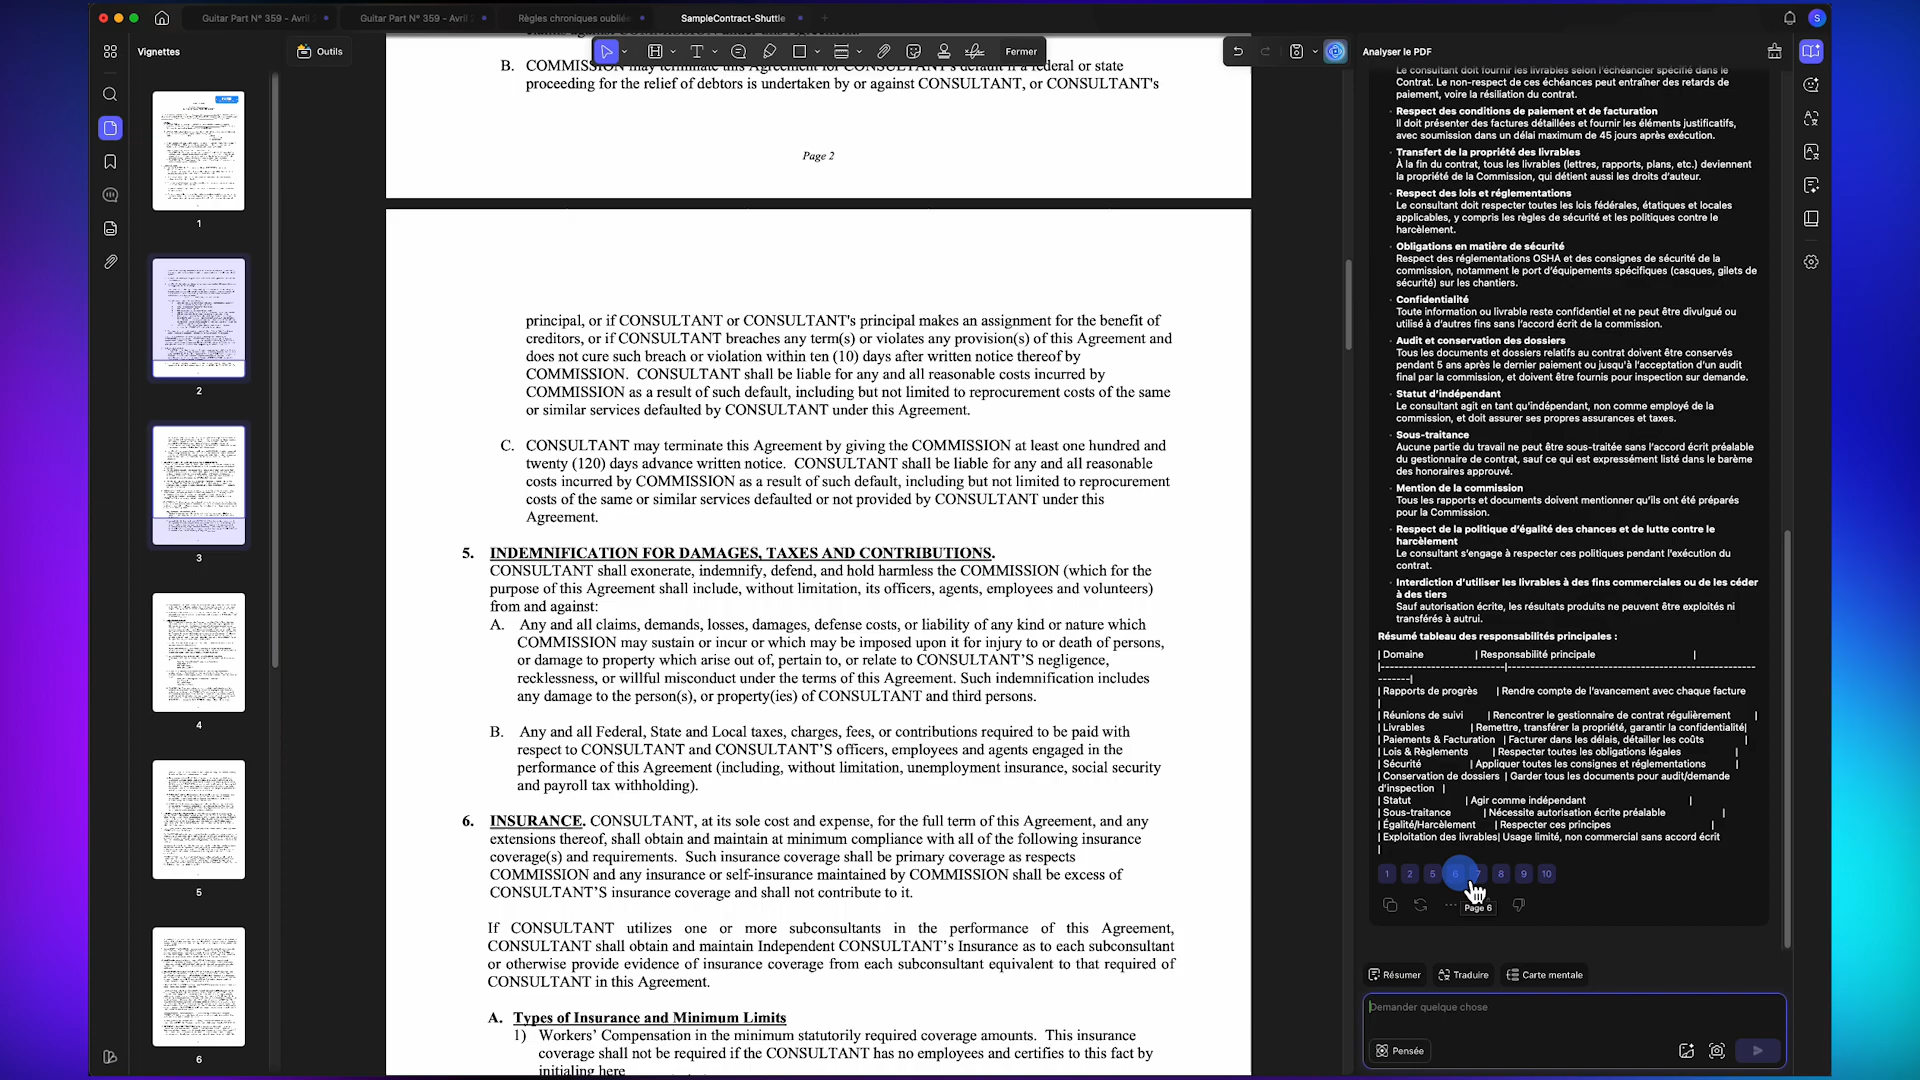 Guitar Part N° 359 - Avril
Guitar Part N° 359 - Avril
Règles chroniques oubliée
SampleContract-Shuttle
S
Vignettes
Outils
Fermer
Analyser le PDF
1
2
3
4
5
6
B. COMMISSION may terminate this Agreement for CONSULTANT's default if a federal or state
proceeding for the relief of debtors is undertaken by or against CONSULTANT, or CONSULTANT's
Page 2
principal, or if CONSULTANT or CONSULTANT's principal makes an assignment for the benefit of
creditors, or if CONSULTANT breaches any term(s) or violates any provision(s) of this Agreement and
does not cure such breach or violation within ten (10) days after written notice thereof by
COMMISSION. CONSULTANT shall be liable for any and all reasonable costs incurred by
COMMISSION as a result of such default, including but not limited to reprocurement costs of the same
or similar services defaulted by CONSULTANT under this Agreement.
C. CONSULTANT may terminate this Agreement by giving the COMMISSION at least one hundred and
twenty (120) days advance written notice. CONSULTANT shall be liable for any and all reasonable
costs incurred by COMMISSION as a result of such default, including but not limited to reprocurement
costs of the same or similar services defaulted or not provided by CONSULTANT under this
Agreement.
5. INDEMNIFICATION FOR DAMAGES, TAXES AND CONTRIBUTIONS.
CONSULTANT shall exonerate, indemnify, defend, and hold harmless the COMMISSION (which for the
purpose of this Agreement shall include, without limitation, its officers, agents, employees and volunteers)
from and against:
A. Any and all claims, demands, losses, damages, defense costs, or liability of any kind or nature which
COMMISSION may sustain or incur or which may be imposed upon it for injury to or death of persons,
or damage to property which arise out of, pertain to, or relate to CONSULTANT'S negligence,
recklessness, or willful misconduct under the terms of this Agreement. Such indemnification includes
any damage to the person(s), or property(ies) of CONSULTANT and third persons.
B. Any and all Federal, State and Local taxes, charges, fees, or contributions required to be paid with
respect to CONSULTANT and CONSULTANT'S officers, employees and agents engaged in the
performance of this Agreement (including, without limitation, unemployment insurance, social security
and payroll tax withholding).
6. INSURANCE. CONSULTANT, at its sole cost and expense, for the full term of this Agreement, and any
extensions thereof, shall obtain and maintain at minimum compliance with all of the following insurance
coverage(s) and requirements. Such insurance coverage shall be primary coverage as respects
COMMISSION and any insurance or self-insurance maintained by COMMISSION shall be excess of
CONSULTANT'S insurance coverage and shall not contribute to it.
If CONSULTANT utilizes one or more subconsultants in the performance of this Agreement,
CONSULTANT shall obtain and maintain Independent CONSULTANT's Insurance as to each subconsultant
or otherwise provide evidence of insurance coverage from each subconsultant equivalent to that required of
CONSULTANT in this Agreement.
A. Types of Insurance and Minimum Limits
1) Workers' Compensation in the minimum statutorily required coverage amounts. This insurance
coverage shall not be required if the CONSULTANT has no employees and certifies to this fact by
initialing here
Le consultant doit fournir les livrables selon l'échéancier spécifié dans le
Contrat. Le non-respect de ces échéances peut entraîner des retards de
paiement, voire la résiliation du contrat.
· Respect des conditions de paiement et de facturation
Il doit présenter des factures détaillées et fournir les éléments justificatifs,
avec soumission dans un délai maximum de 45 jours après exécution.
· Transfert de la propriété des livrables
À la fin du contrat, tous les livrables (lettres, rapports, plans, etc.) deviennent
la propriété de la Commission, qui détient aussi les droits d'auteur.
· Respect des lois et réglementations
Le consultant doit respecter toutes les lois fédérales, étatiques et locales
applicables, y compris les règles de sécurité et les politiques contre le
harcèlement.
· Obligations en matière de sécurité
Respect des réglementations OSHA et des consignes de sécurité de la
commission, notamment le port d'équipements spécifiques (casques, gilets de
sécurité) sur les chantiers.
· Confidentialité
Toute information ou livrable reste confidentiel et ne peut être divulgué ou
utilisé à d'autres fins sans l'accord écrit de la commission.
· Audit et conservation des dossiers
Tous les documents et dossiers relatifs au contrat doivent être conservés
pendant 5 ans après le dernier paiement ou jusqu'à l'acceptation d'un audit
final par la commission, et doivent être fournis pour inspection sur demande.
· Statut d'indépendant
Le consultant agit en tant qu'indépendant, non comme employé de la
commission, et doit assurer ses propres assurances et taxes.
· Sous-traitance
Aucune partie du travail ne peut être sous-traitée sans l'accord écrit préalable
du gestionnaire de contrat, sauf ce qui est expressément listé dans le barème
des honoraires approuvé.
· Mention de la commission
Tous les rapports et documents doivent mentionner qu'ils ont été préparés
pour la Commission.
· Respect de la politique d'égalité des chances et de lutte contre le
harcèlement
Le consultant s'engage à respecter ces politiques pendant l'exécution du
contrat.
· Interdiction d'utiliser les livrables à des fins commerciales ou de les céder
à des tiers
Sauf autorisation écrite, les résultats produits ne peuvent être exploités ni
transférés à autrui.
Résumé tableau des responsabilités principales :
| Domaine | Responsabilité principale |
|--------------------------|----------------------------------------------------
-------|
| Rapports de progrès | Rendre compte de l'avancement avec chaque facture
|
| Réunions de suivi | Rencontrer le gestionnaire de contrat régulièrement |
| Livrables | Remettre, transférer la propriété, garantir la confidentialité|
| Paiements & Facturation | Facturer dans les délais, détailler les coûts |
| Lois & Règlements | Respecter toutes les obligations légales |
| Sécurité | Appliquer toutes les consignes et réglementations |
| Conservation de dossiers | Garder tous les documents pour audit/demande
d'inspection |
| Statut | Agir comme indépendant |
| Sous-traitance | Nécessite autorisation écrite préalable |
| Égalité/Harcèlement | Respecter ces principes |
| Exploitation des livrables| Usage limité, non commercial sans accord écrit
|
1 2 5 6 7 8 9 10
Page 6
Résumer Traduire Carte mentale
Demander quelque chose
Pensée